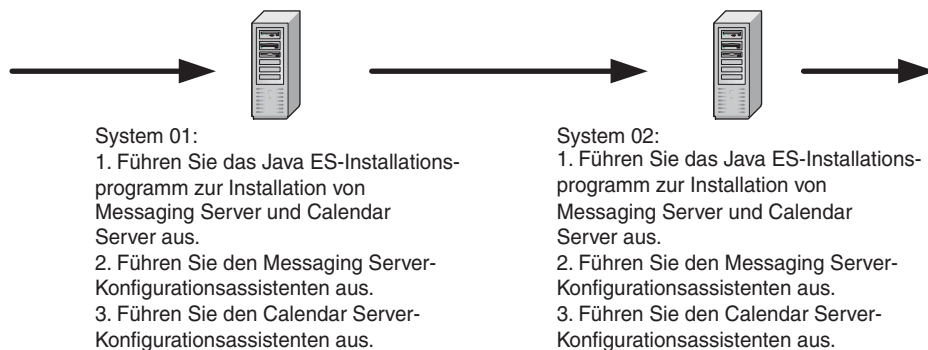 System 01:
1. Führen Sie das Java ES-Installations-
programm zur Installation von
Messaging Server und Calendar
Server aus.
2. Führen Sie den Messaging Server-
Konfigurationsassistenten aus.
3. Führen Sie den Calendar Server-
Konfigurationsassistenten aus.
System 02:
1. Führen Sie das Java ES-Installations-
programm zur Installation von
Messaging Server und Calendar
Server aus.
2. Führen Sie den Messaging Server-
Konfigurationsassistenten aus.
3. Führen Sie den Calendar Server-
Konfigurationsassistenten aus.